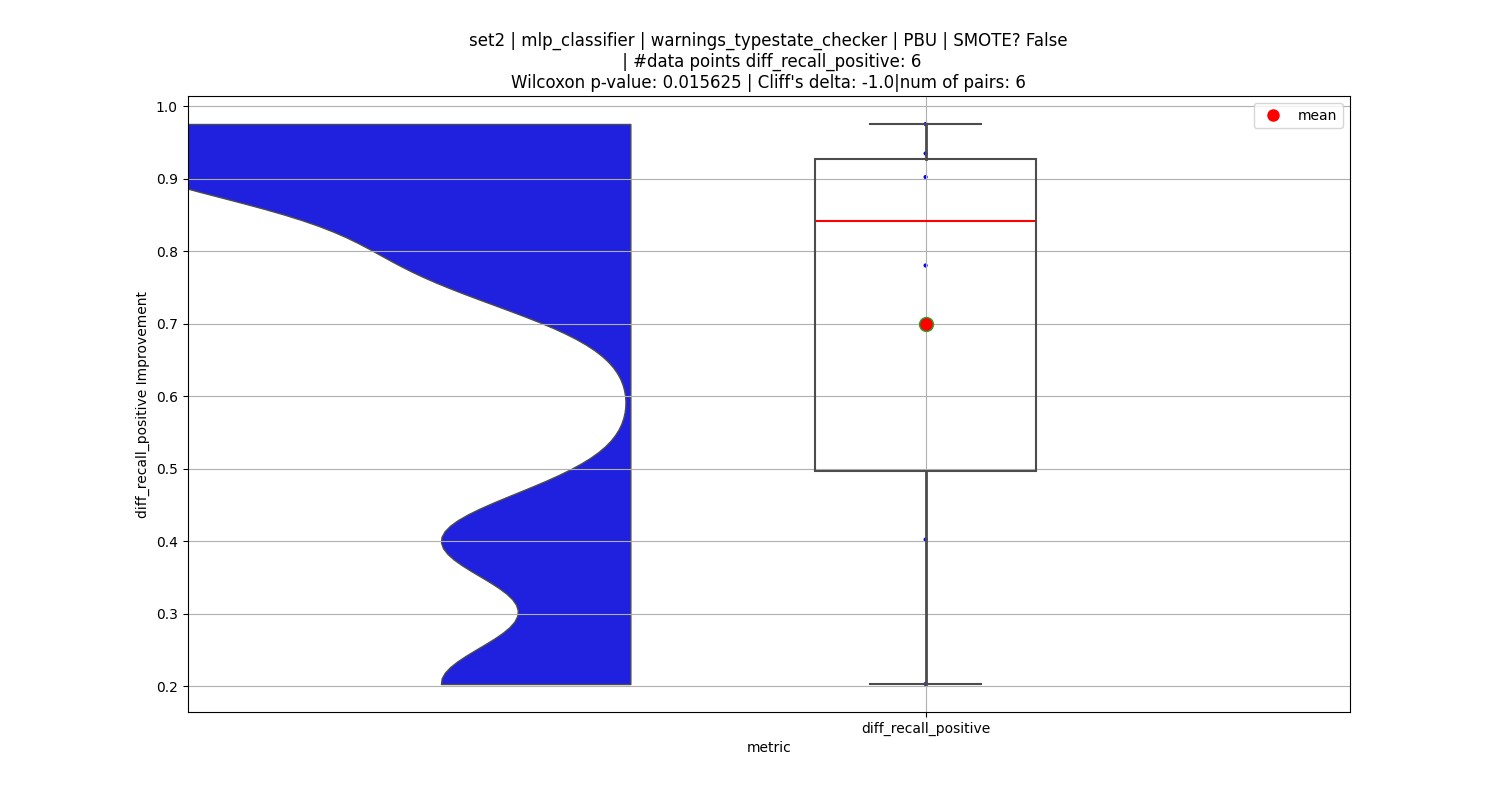 set2 | mlp_classifier | warnings_typestate_checker | PBU | SMOTE? False
| #data points diff_recall_positive: 6
Wilcoxon p-value: 0.015625 | Cliff's delta: -1.0|num of pairs: 6
mean
1.0
0.9
0.8
0.7
0.6
0.5
0.4
0.3
0.2
diff_recall_positive Improvement
diff_recall_positive
metric